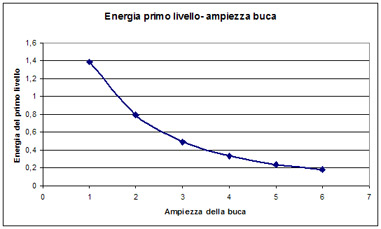 Energia primo livello- ampiezza buca
Energia del primo livello
1,6
1,4
1,2
1
0,8
0,6
0,4
0,2
0
0 1 2 3 4 5 6 7
Ampiezza della buca